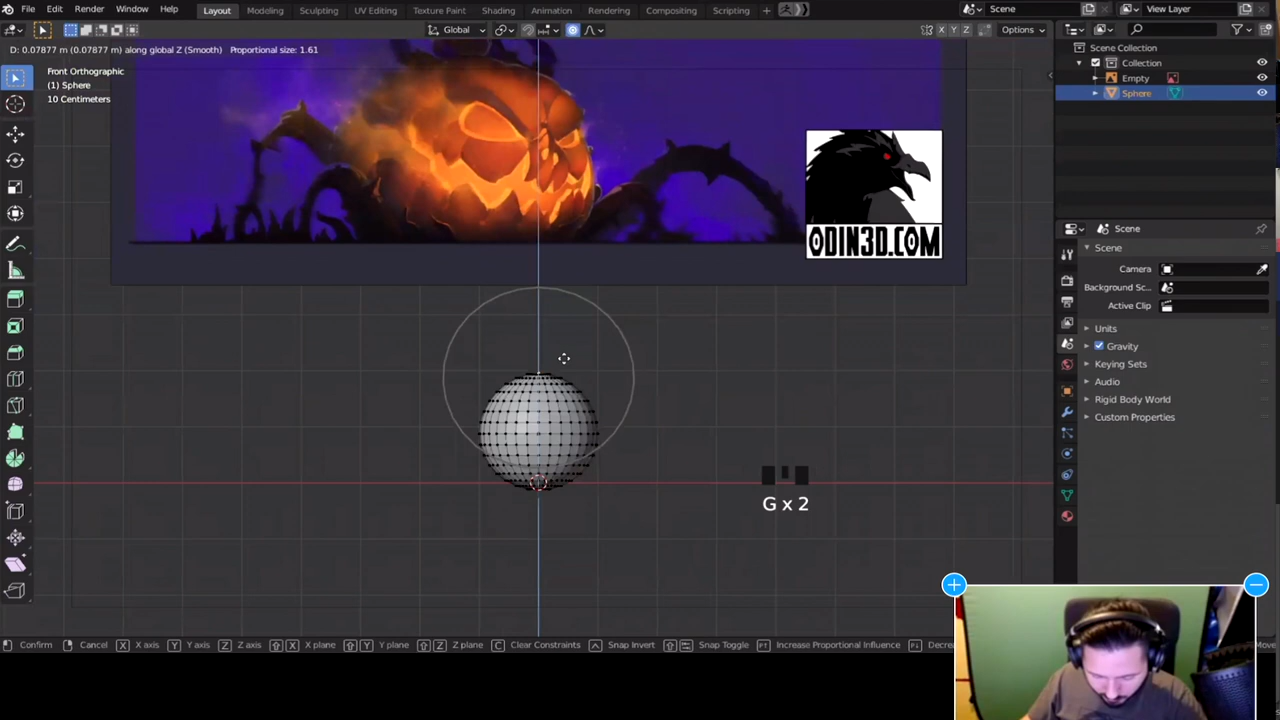 File Edit Render Window Help Layout Modeling Sculpting UV Editing Texture Paint Shading Animation Rendering Compositing Scripting + Scene View Layer
Global X Y Z Options
D: 0.07877 m (0.07877 m) along global Z (Smooth) Proportional size: 1.61
Front Orthographic
(1) Sphere
10 Centimeters
ODIN3D.COM
G x 2
Scene Collection
Collection
Empty
Sphere
Scene
Scene
Camera
Background Sc...
Active Clip
Units
Gravity
Keying Sets
Audio
Rigid Body World
Custom Properties
Confirm Cancel X X axis Y Y axis Z Z axis X X plane Y Y plane Z Z plane C Clear Constraints Snap Invert Snap Toggle Increase Proportional Influence Decrea
Move